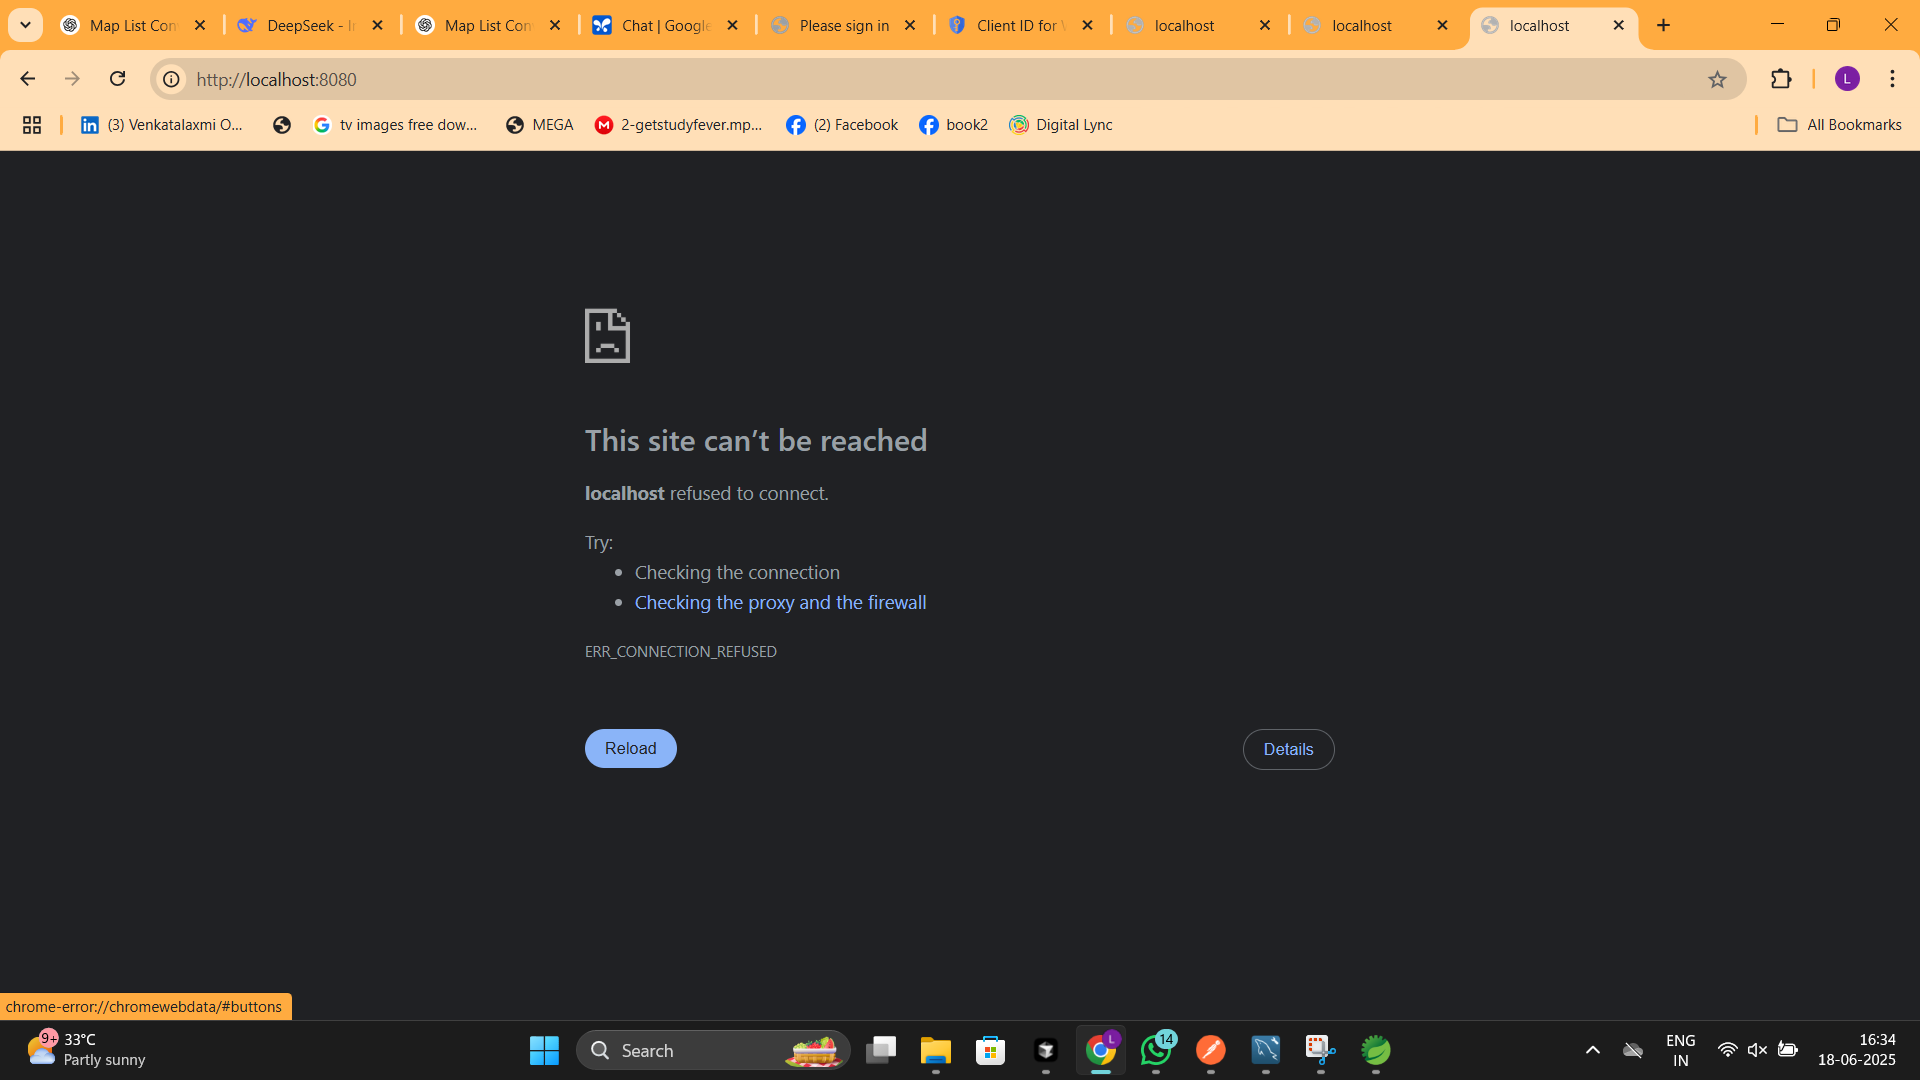 Map List Con
DeepSeek - I
Map List Con
Chat | Google
Please sign in
Client ID for
localhost
localhost
localhost
http://localhost:8080
L
(3) Venkatalaxmi O...
tv images free dow...
MEGA
2-getstudyfever.mp...
(2) Facebook
book2
Digital Lync
All Bookmarks
This site can’t be reached
localhost refused to connect.
Try:
Checking the connection
Checking the proxy and the firewall
ERR_CONNECTION_REFUSED
Reload
Details
chrome-error://chromewebdata/#buttons
9+
33°C
Partly sunny
Search
L
14
ENG
IN
16:34
18-06-2025